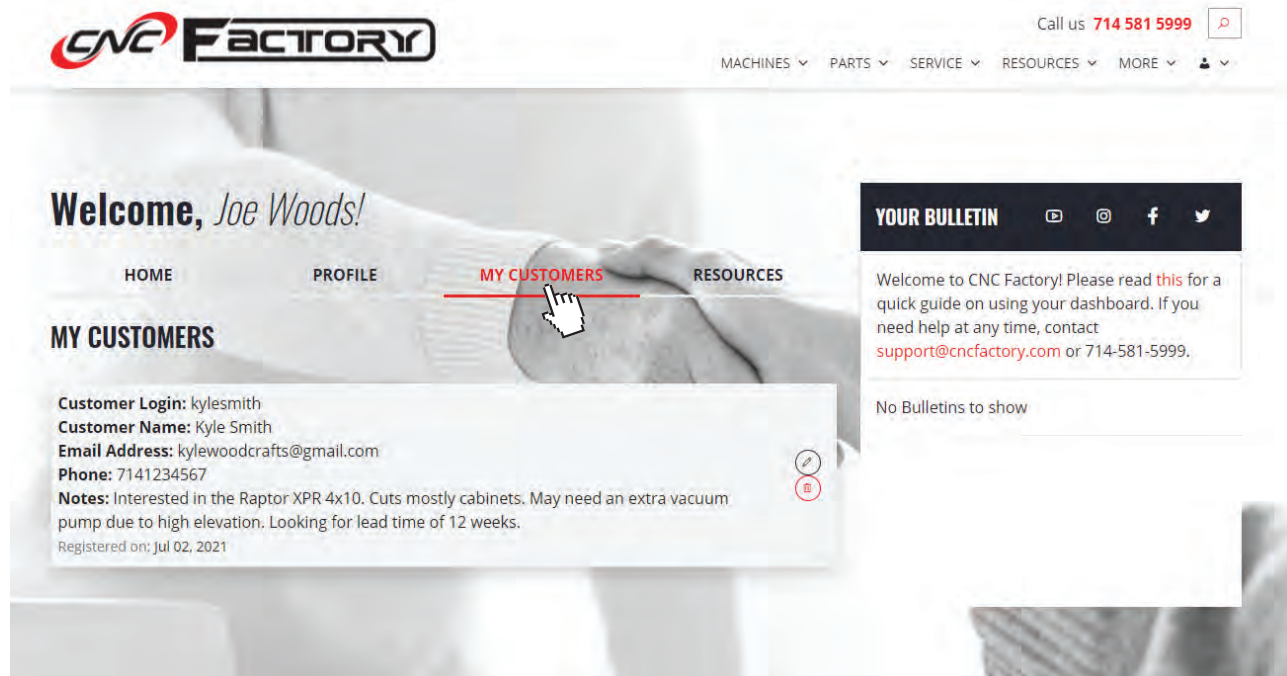 CNC FACTORY
Call us 714 581 5999
MACHINES PARTS SERVICE RESOURCES MORE
Welcome, Joe Woods!
HOME PROFILE MY CUSTOMERS RESOURCES
MY CUSTOMERS
Customer Login: kylesmith
Customer Name: Kyle Smith
Email Address: kylewoodcrafts@gmail.com
Phone: 7141234567
Notes: Interested in the Raptor XPR 4x10. Cuts mostly cabinets. May need an extra vacuum
pump due to high elevation. Looking for lead time of 12 weeks.
Registered on: Jul 02, 2021
YOUR BULLETIN
Welcome to CNC Factory! Please read this for a
quick guide on using your dashboard. If you
need help at any time, contact
support@cncfactory.com or 714-581-5999.
No Bulletins to show